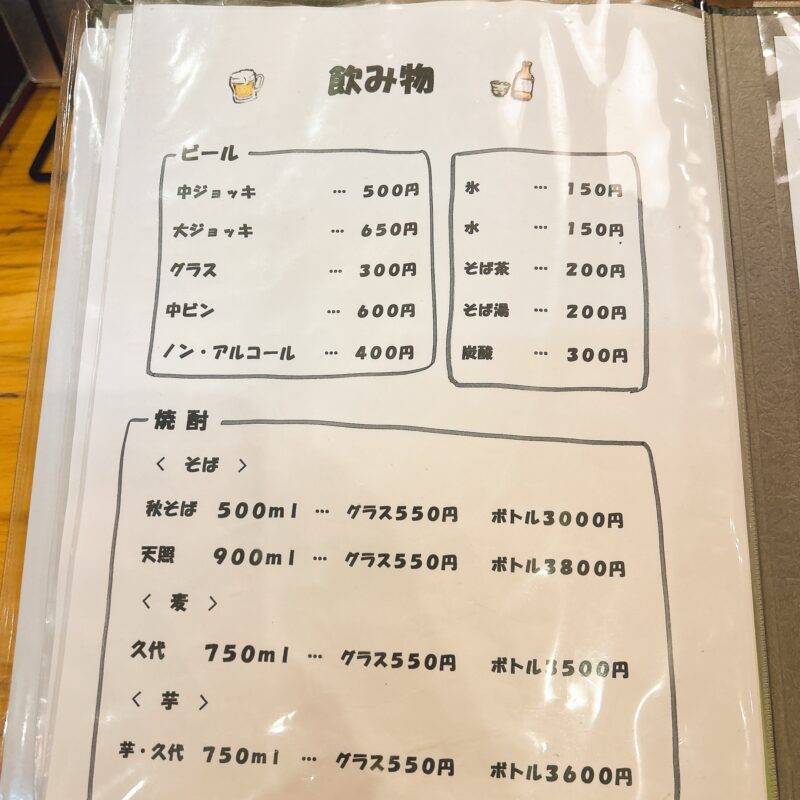 飲み物
ビール
中ジョッキ … 500円
大ジョッキ … 650円
グラス … 300円
中ビン … 600円
ノン・アルコール … 400円
氷 … 150円
水 … 150円
そば茶 … 200円
そば湯 … 200円
炭酸 … 300円
焼酎
〈 そば 〉
秋そば 500ml … グラス550円 ボトル3000円
天照 900ml … グラス550円 ボトル3800円
〈 麦 〉
久代 750ml … グラス550円 ボトル3500円
〈 芋 〉
芋・久代 750ml … グラス550円 ボトル3600円